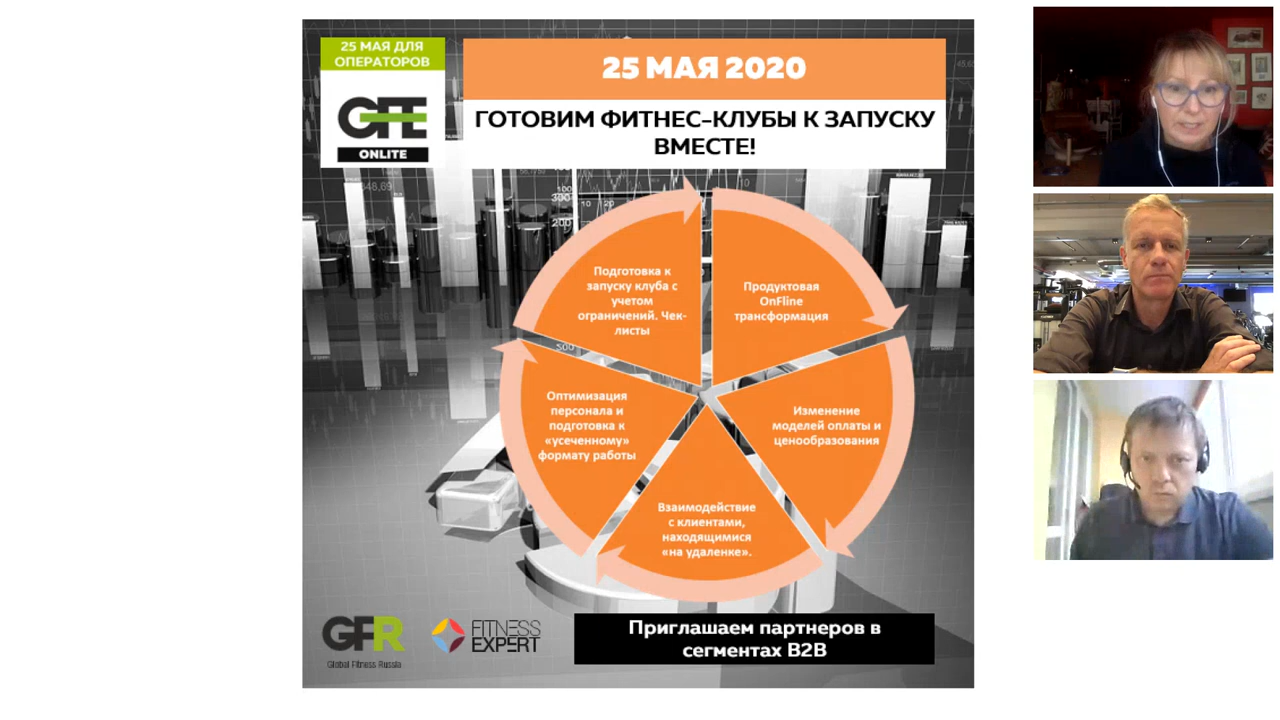 25 МАЯ ДЛЯ
ОПЕРАТОРОВ
GFE
ONLITE
25 МАЯ 2020
ГОТОВИМ ФИТНЕС-КЛУБЫ К ЗАПУСКУ
ВМЕСТЕ!
Подготовка к
запуску клуба с
учетом
ограничений. Чек-
листы
Продуктовая
OnFline
трансформация
Оптимизация
персонала и
подготовка к
«усеченному»
формату работы
Изменение
моделей оплаты и
ценообразования
Взаимодействие
с клиентами,
находящимися
«на удаленке».
GFR
Global Fitness Russia
FITNESS
EXPERT
Приглашаем партнеров в
сегментах B2B